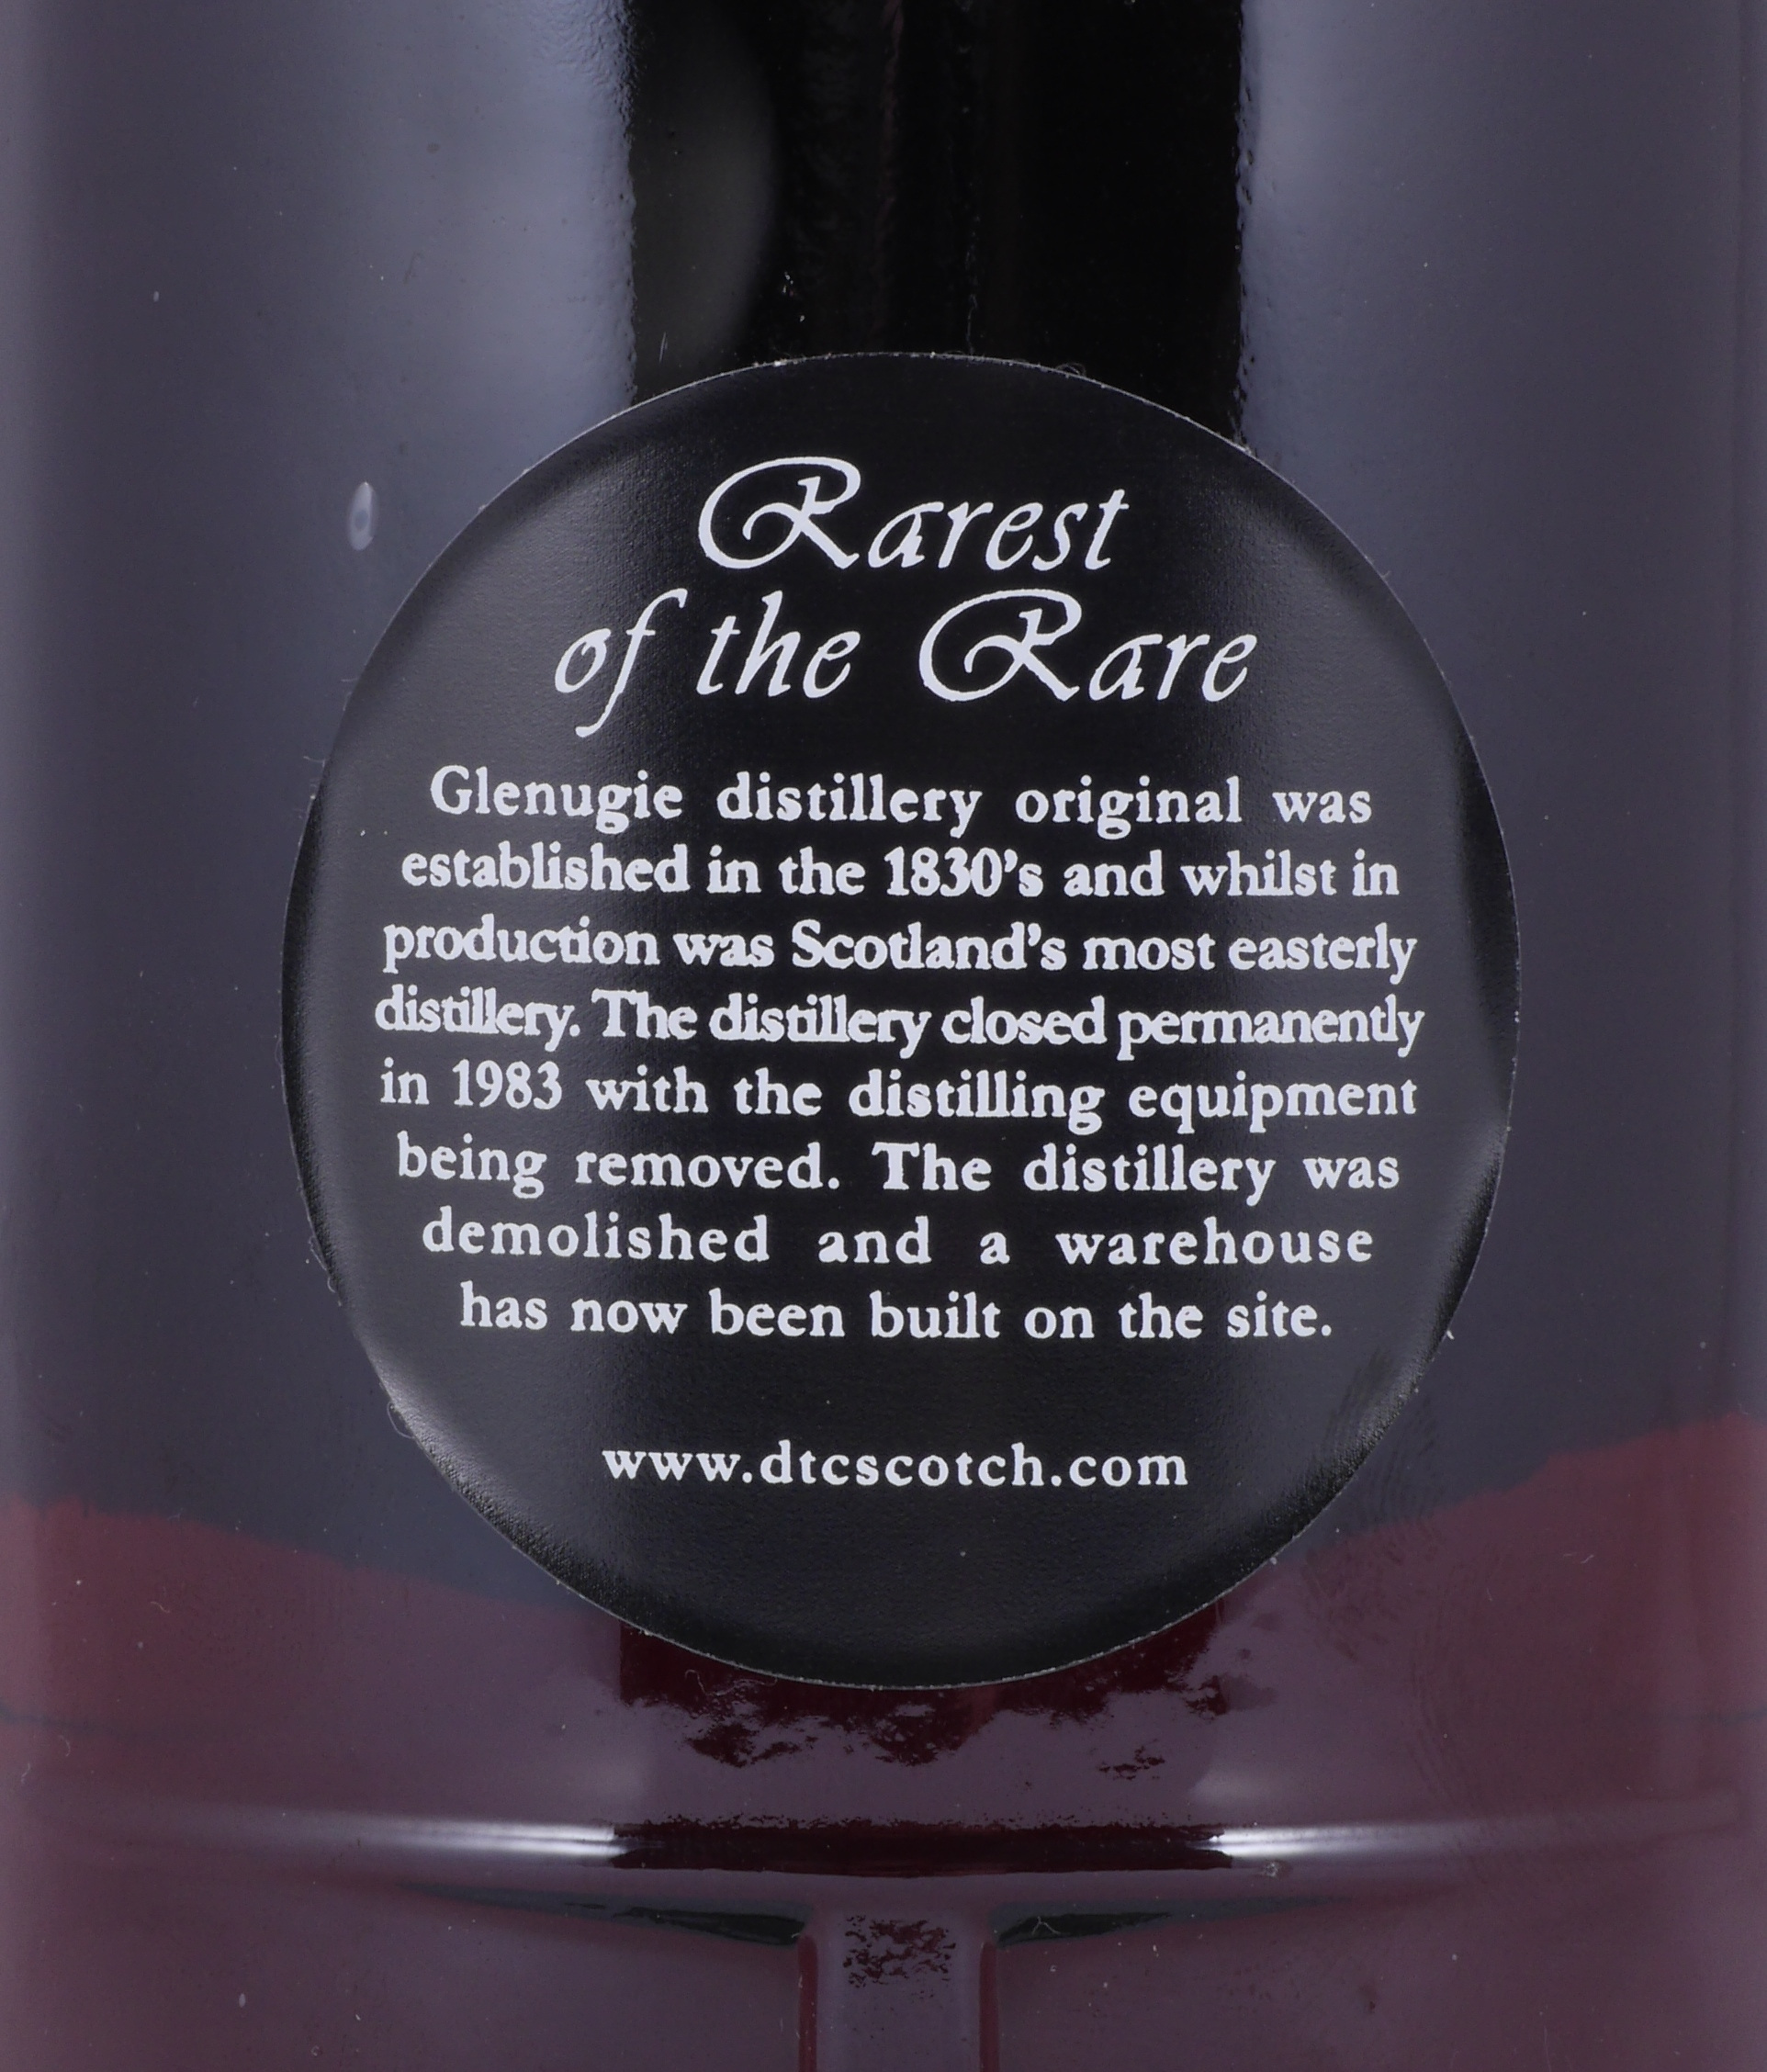 Rarest
of the Rare
Glenugie distillery original was
established in the 1830's and whilst in
production was Scotland's most easterly
distillery. The distillery closed permanently
in 1983 with the distilling equipment
being removed. The distillery was
demolished and a warehouse
has now been built on the site.
www.dtcscotch.com